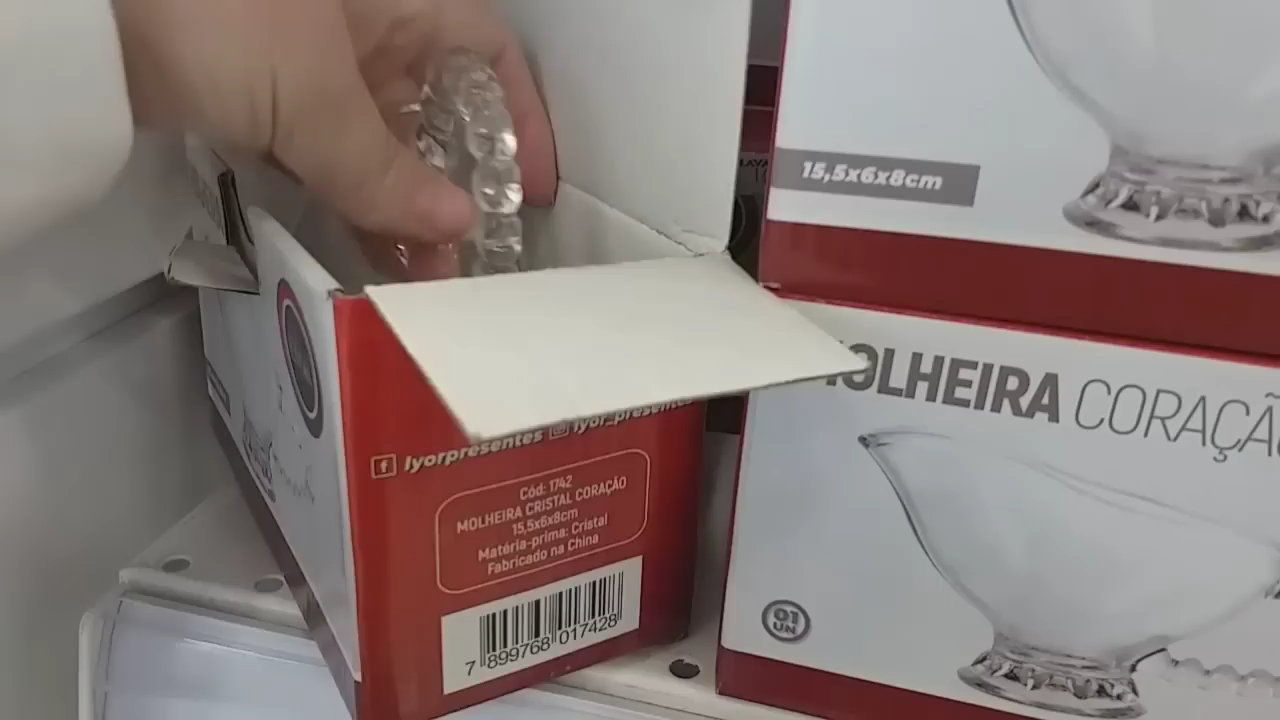 15,5x6x8cm
MOLHEIRA CORAÇÃ
01
UN
lyorpresentes lyor_presentes
Cód: 1742
MOLHEIRA CRISTAL CORAÇÃO
15,5x6x8cm
Matéria-prima: Cristal
Fabricado na China
7 899768 017428